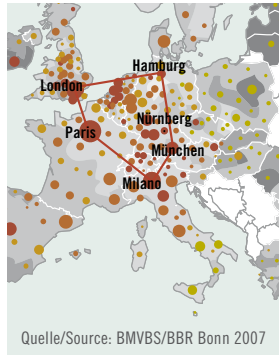 Hamburg
London
Nürnberg
Paris
München
Milano
Quelle/Source: BMVBS/BBR Bonn 2007